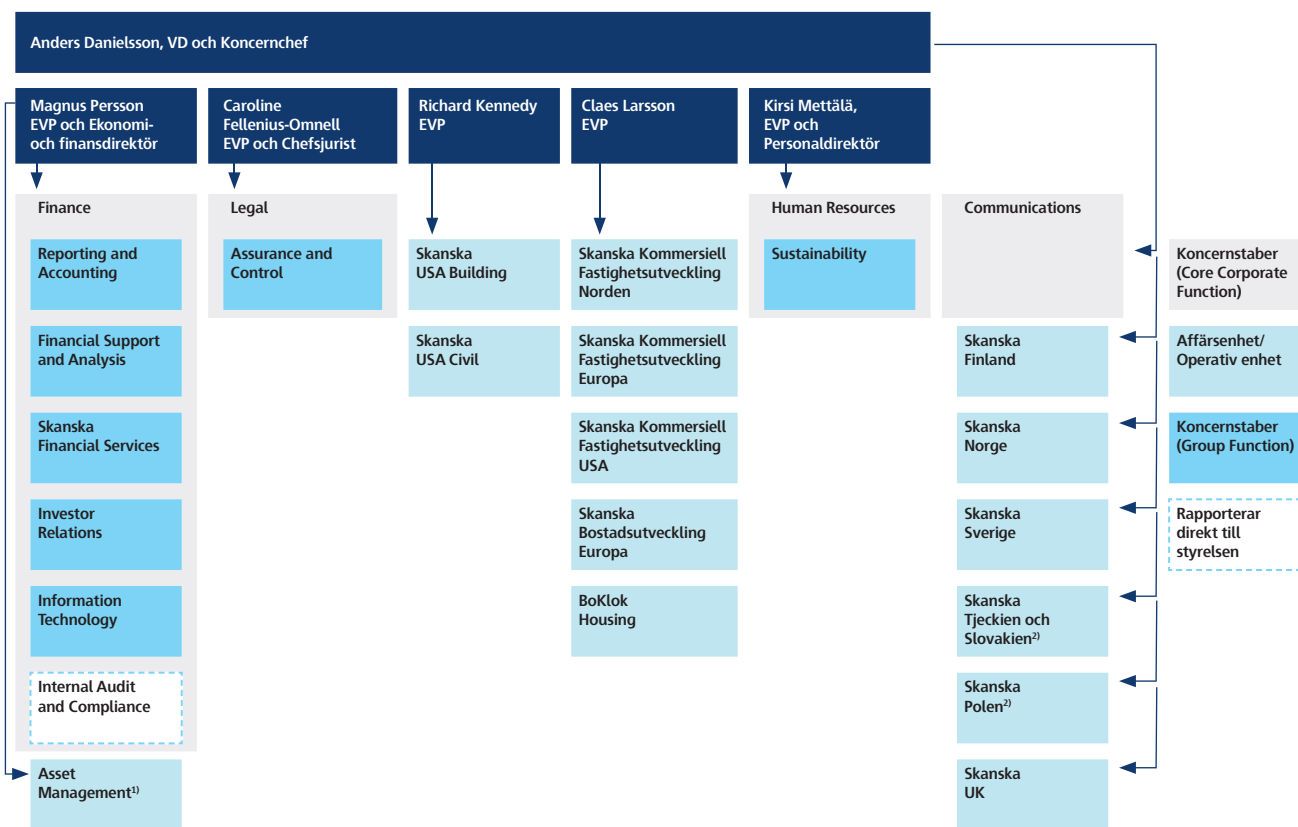 Anders Danielsson, VD och Koncernchef
Magnus Persson
EVP och Ekonomi-
och finansdirektör
Caroline
Fellenius-Omnell
EVP och Chefsjurist
Richard Kennedy
EVP
Claes Larsson
EVP
Kirsi Mettälä,
EVP och
Personaldirektör
Finance
Reporting and
Accounting
Financial Support
and Analysis
Skanska
Financial Services
Investor
Relations
Information
Technology
Internal Audit
and Compliance
Asset
Management1)
Legal
Assurance and
Control
Skanska
USA Building
Skanska
USA Civil
Skanska Kommersiell
Fastighetsutveckling
Norden
Skanska Kommersiell
Fastighetsutveckling
Europa
Skanska Kommersiell
Fastighetsutveckling
USA
Skanska
Bostadsutveckling
Europa
BoKlok
Housing
Human Resources
Sustainability
Communications
Skanska
Finland
Skanska
Norge
Skanska
Sverige
Skanska
Tjeckien och
Slovakien2)
Skanska
Polen2)
Skanska
UK
Koncernstaber
(Core Corporate
Function)
Affärsenhet/
Operativ enhet
Koncernstaber
(Group Function)
Rapporterar
direkt till
styrelsen